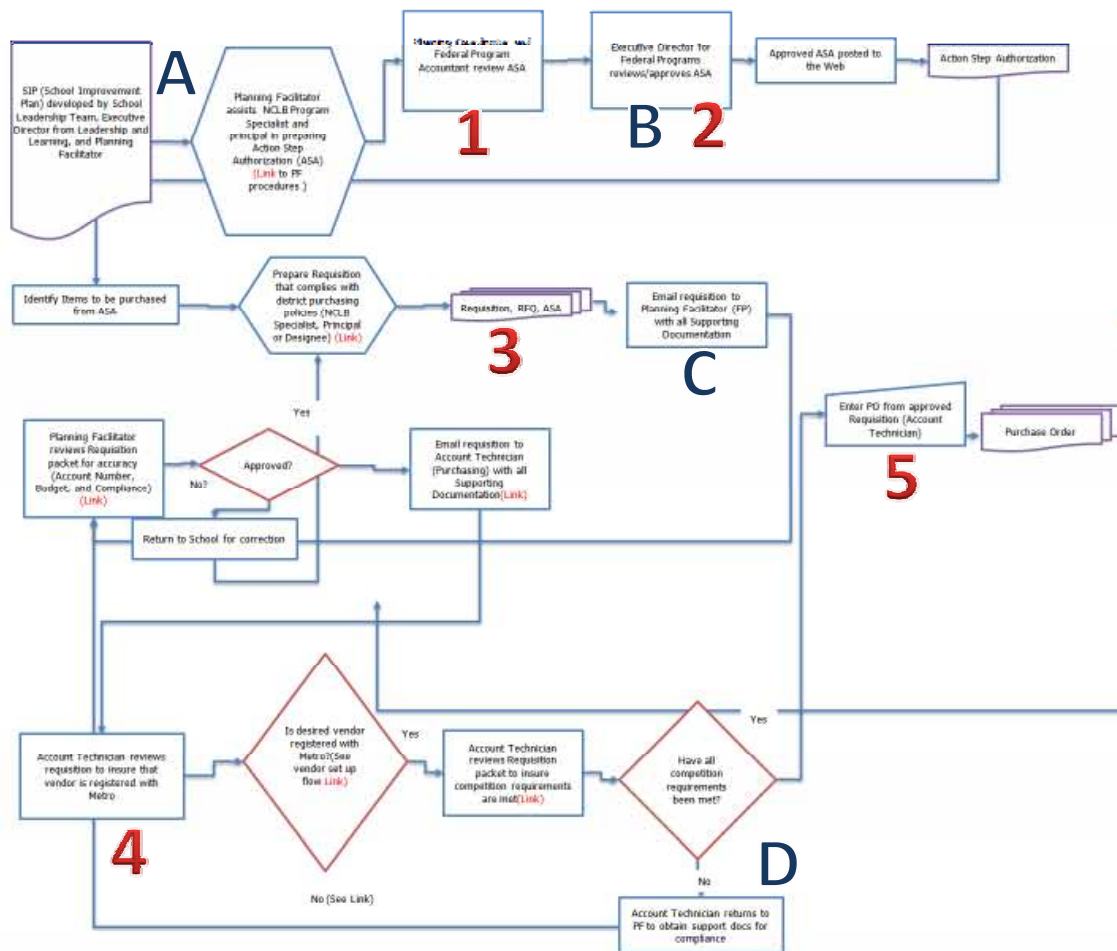 A
SIP (School Improvement
Plan) developed by School
Leadership Team, Executive
Director from Leadership and
Learning, and Planning
Facilitator
Planning Facilitator
assists NCLB Program
Specialist and
principal in preparing
Action Step
Authorization (ASA)
(Link to PF
procedures.)
Federal Program
Accountant review ASA
1
Executive Director for
Federal Programs
reviews/approves ASA
B
2
Approved ASA posted to
the Web
Action Step Authorization
Identify Items to be purchased
from ASA
Prepare Requisition
that complies with
district purchasing
policies (NCLB
Specialist, Principal
or Designee) (Link)
Requisition, RFQ, ASA
3
Email requisition to
Planning Facilitator (FP)
with all Supporting
Documentation
C
Yes
Planning Facilitator
reviews Requisition
packet for accuracy
(Account Number,
Budget, and Compliance)
(Link)
Approved?
No?
Email requisition to
Account Technician
(Purchasing) with all
Supporting
Documentation(Link)
Return to School for correction
Enter PO from approved
Requisition (Account
Technician)
5
Purchase Order
Account Technician reviews
requisition to insure that
vendor is registered with
Metro
4
Is desired vendor
registered with
Metro?(See
vendor set up
flow Link)
Yes
Account Technician
reviews Requisition
packet to insure
competition requirements
are met(Link)
Have all
competition
requirements
been met?
Yes
D
No
No (See Link)
Account Technician returns to
PF to obtain support docs for
compliance